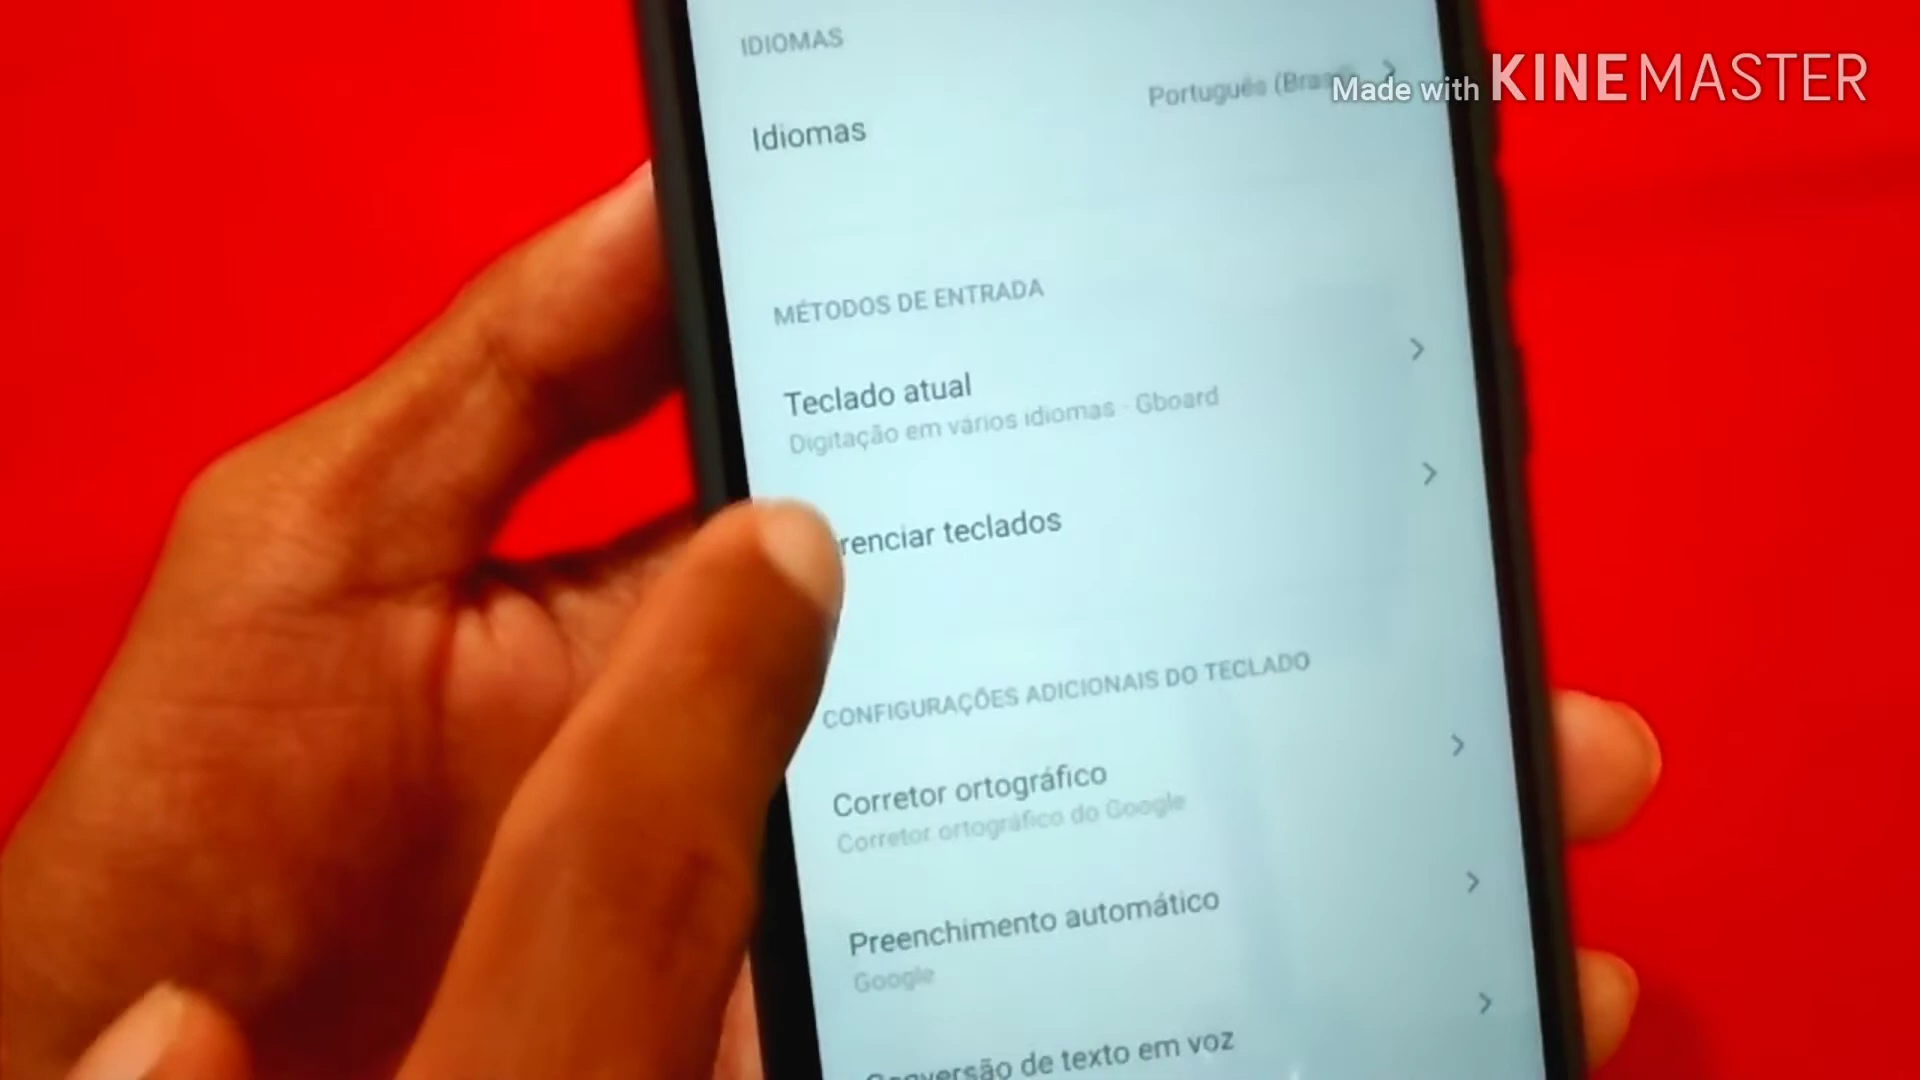 IDIOMAS
Idiomas
Português
Made with KINEMASTER
MÉTODOS DE ENTRADA
Teclado atual
Digitação em vários idiomas - Gboard
renciar teclados
CONFIGURAÇÕES ADICIONAIS DO TECLADO
Corretor ortográfico
Corretor ortográfico do Google
Preenchimento automático
Google
Conversão de texto em voz